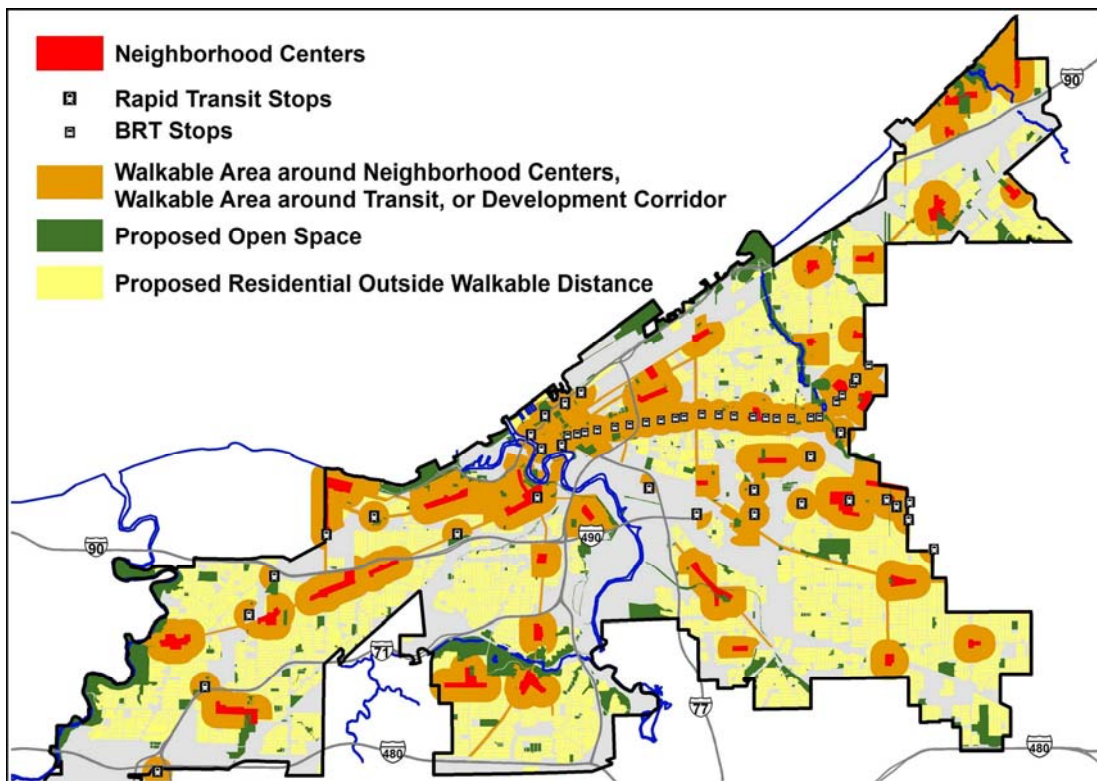 Neighborhood Centers
Rapid Transit Stops
BRT Stops
Walkable Area around Neighborhood Centers,
Walkable Area around Transit, or Development Corridor
Proposed Open Space
Proposed Residential Outside Walkable Distance
90
90
490
71
77
480
480